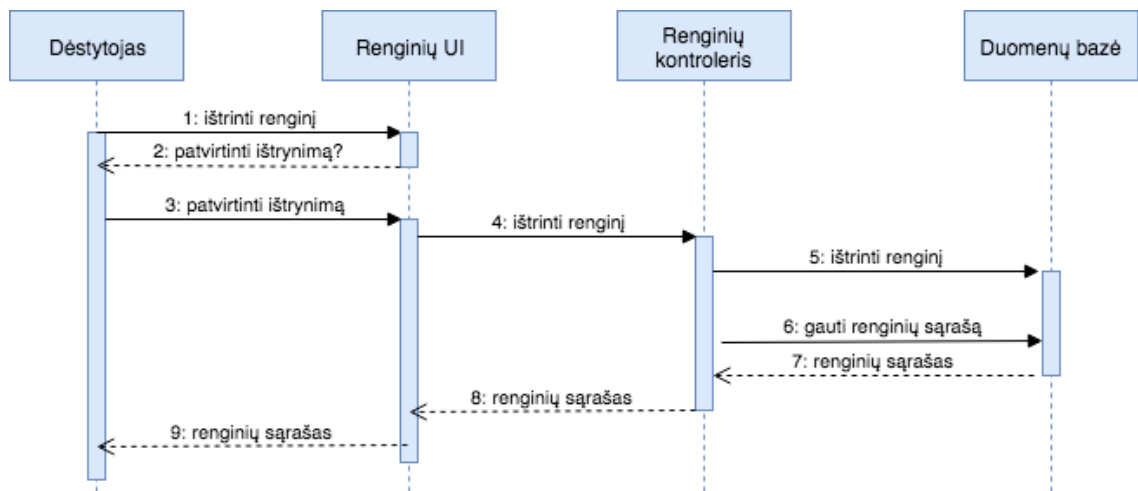 Dėstytojas
Renginių UI
Renginių
kontroleris
Duomenų bazė
1: ištrinti renginį
2: patvirtinti ištrynimą?
3: patvirtinti ištrynimą
4: ištrinti renginį
5: ištrinti renginį
6: gauti renginių sąrašą
7: renginių sąrašas
8: renginių sąrašas
9: renginių sąrašas